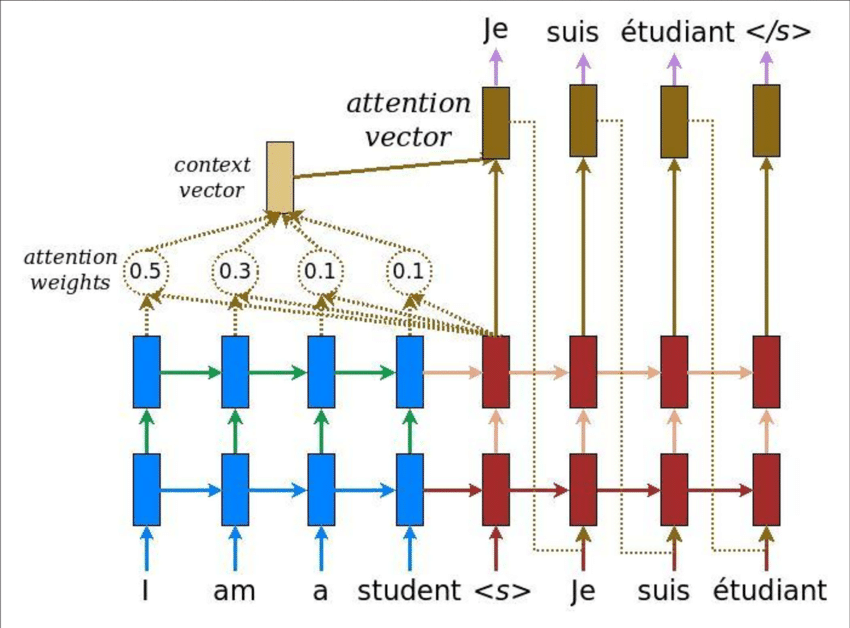 Je suis étudiant </s>
attention
vector
context
vector
attention
weights
0.5 0.3 0.1 0.1
I am a student <s> Je suis étudiant